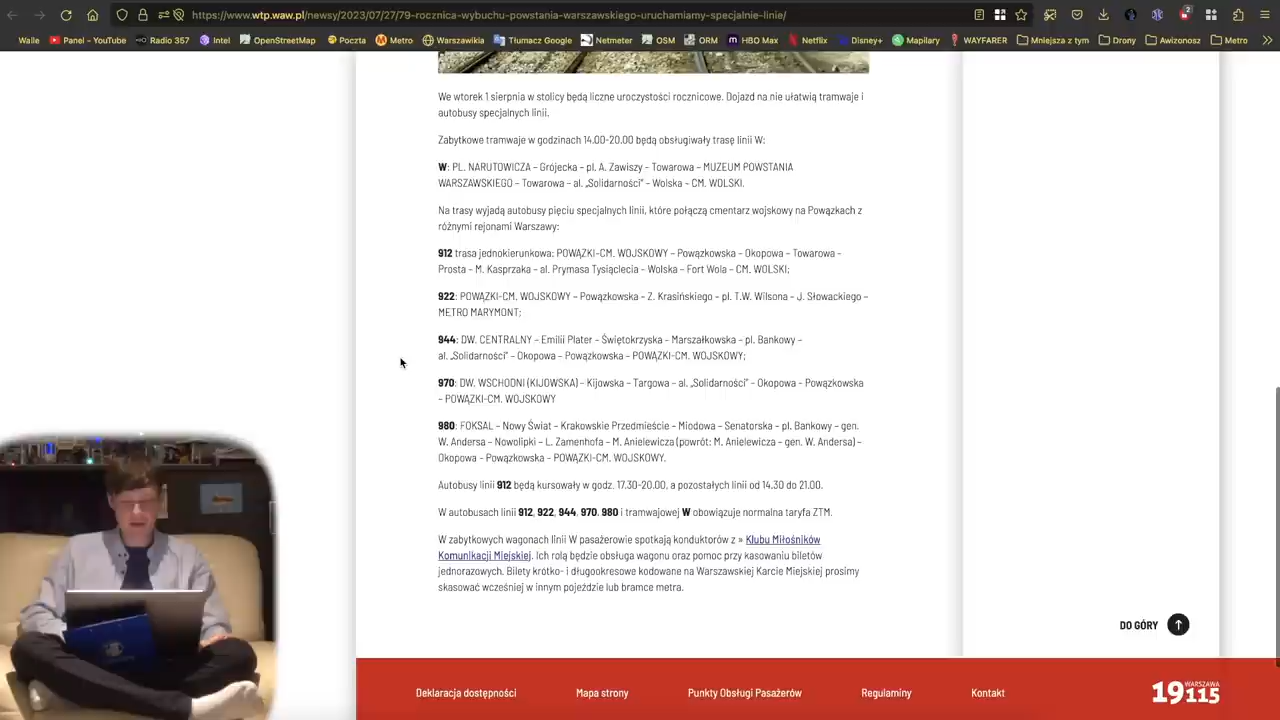 https://www.wtp.waw.pl/newsy/2023/07/27/79-rocznica-wybuchu-powstania-warszawskiego-uruchamiamy-specjalnie-linie/
2
Walle Panel - YouTube Radio 357 Intel OpenStreetMap Poczta Metro Warszawikia Tłumacz Google Netmeter OSM ORM HBO Max Netflix Disney+ Mapilary WAYFARER Mniejsza z tym Drony Awizonosz Metro
We wtorek 1 sierpnia w stolicy będą liczne uroczystości rocznicowe. Dojazd na nie ułatwią tramwaje i
autobusy specjalnych linii.
Zabytkowe tramwaje w godzinach 14.00-20.00 będą obsługiwały trasę linii W:
W: PL. NARUTOWICZA – Grójecka – pl. A. Zawiszy – Towarowa – MUZEUM POWSTANIA
WARSZAWSKIEGO – Towarowa – al. „Solidarności” – Wolska – CM. WOLSKI.
Na trasy wyjadą autobusy pięciu specjalnych linii, które połączą cmentarz wojskowy na Powązkach z
różnymi rejonami Warszawy:
912 trasa jednokierunkowa: POWĄZKI-CM. WOJSKOWY – Powązkowska – Okopowa – Towarowa –
Prosta – M. Kasprzaka – al. Prymasa Tysiąclecia – Wolska – Fort Wola – CM. WOLSKI;
922: POWĄZKI-CM. WOJSKOWY – Powązkowska – Z. Krasińskiego – pl. T.W. Wilsona – J. Słowackiego –
METRO MARYMONT;
944: DW. CENTRALNY – Emilii Plater – Świętokrzyska – Marszałkowska – pl. Bankowy –
al. „Solidarności” – Okopowa – Powązkowska – POWĄZKI-CM. WOJSKOWY;
970: DW. WSCHODNI (KIJOWSKA) – Kijowska – Targowa – al. „Solidarności” – Okopowa – Powązkowska
– POWĄZKI-CM. WOJSKOWY
980: FOKSAL – Nowy Świat – Krakowskie Przedmieście – Miodowa – Senatorska – pl. Bankowy – gen.
W. Andersa – Nowolipki – L. Zamenhofa – M. Anielewicza (powrót: M. Anielewicza – gen. W. Andersa) –
Okopowa – Powązkowska – POWĄZKI-CM. WOJSKOWY.
Autobusy linii 912 będą kursowały w godz. 17.30-20.00, a pozostałych linii od 14.30 do 21.00.
W autobusach linii 912, 922, 944, 970, 980 i tramwajowej W obowiązuje normalna taryfa ZTM.
W zabytkowych wagonach linii W pasażerowie spotkają konduktorów z » Klubu Miłośników
Komunikacji Miejskiej. Ich rolą będzie obsługa wagonu oraz pomoc przy kasowaniu biletów
jednorazowych. Bilety krótko- i długookresowe kodowane na Warszawskiej Karcie Miejskiej prosimy
skasować wcześniej w innym pojeździe lub bramce metra.
DO GÓRY
Deklaracja dostępności Mapa strony Punkty Obsługi Pasażerów Regulaminy Kontakt
WARSZAWA
19115